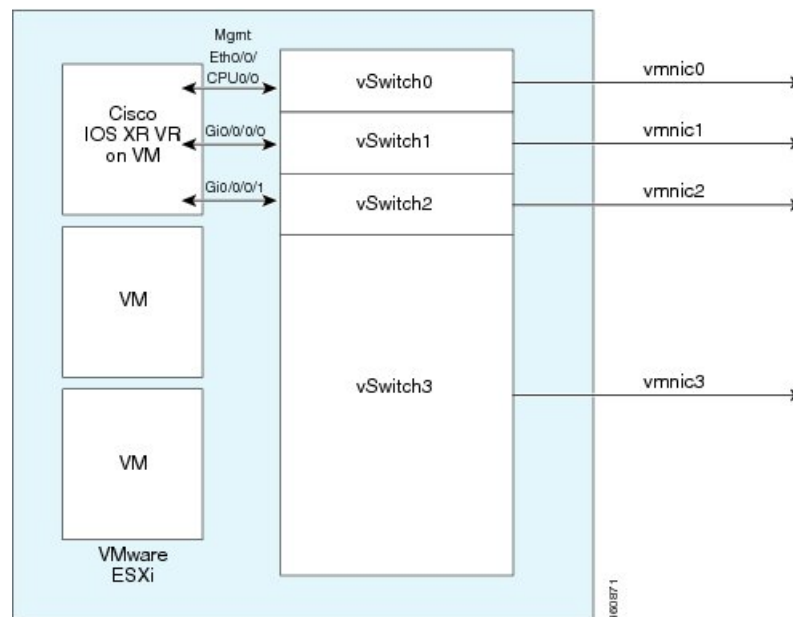 Mgmt
Eth0/0/
CPU0/0
Cisco
IOS XR VR
on VM
Gi0/0/0/0
Gi0/0/0/1
vSwitch0
vSwitch1
vSwitch2
vSwitch3
vmnic0
vmnic1
vmnic2
vmnic3
VM
VM
VMware
ESXi